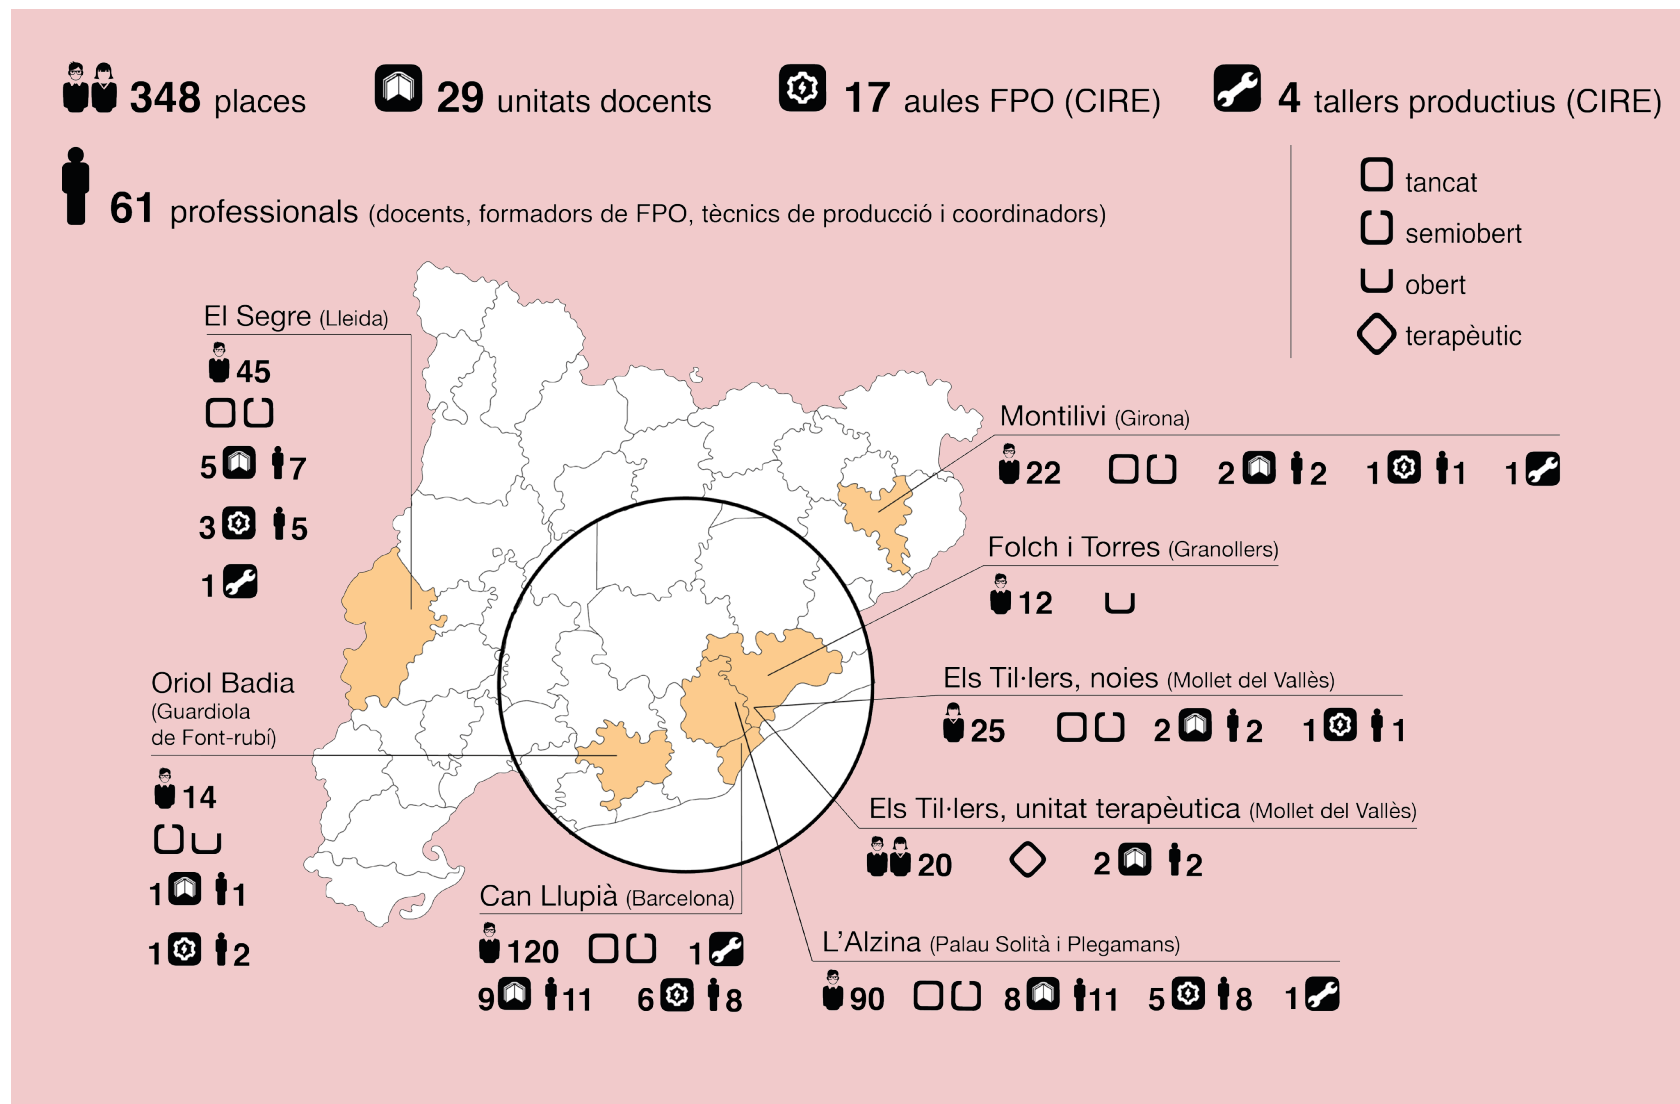 348 places
29 unitats docents
17 aules FPO (CIRE)
4 tallers productius (CIRE)
61 professionals (docents, formadors de FPO, tècnics de producció i coordinadors)
tancat
semiobert
obert
terapèutic
El Segre (Lleida)
45
5 7
3 5
1
Montilivi (Girona)
22 2 2 1 1 1
Folch i Torres (Granollers)
12
Els Til·lers, noies (Mollet del Vallès)
25 2 2 1 1
Oriol Badia
(Guardiola
de Font-rubí)
14
1 1
1 2
Els Til·lers, unitat terapèutica (Mollet del Vallès)
20 2 2
Can Llupià (Barcelona)
120 1
9 11 6 8
L'Alzina (Palau Solità i Plegamans)
90 8 11 5 8 1